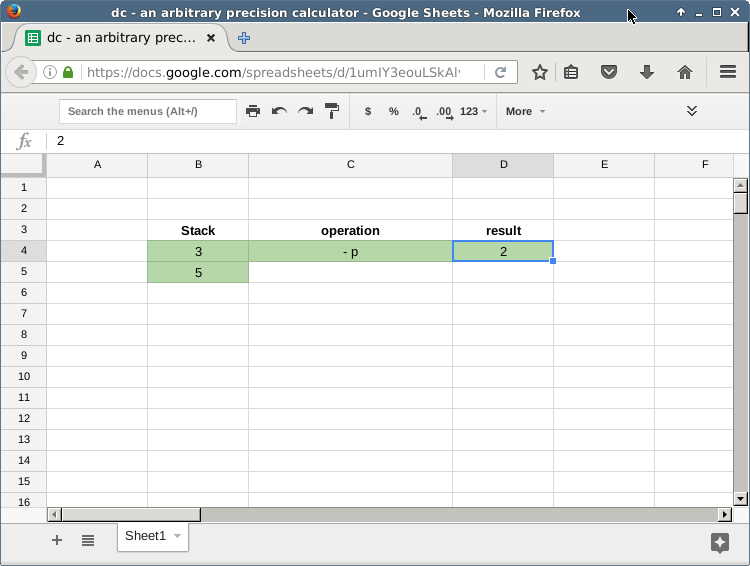 dc - an arbitrary precision calculator - Google Sheets - Mozilla Firefox
dc - an arbitrary prec...
https://docs.google.com/spreadsheets/d/1umIY3eouLSkAl
Search the menus (Alt+/) $ % .0 .00 123 More
fx 2
A B C D E F
1
2
3 Stack operation result
4 3 - p 2
5 5
6
7
8
9
10
11
12
13
14
15
16
Sheet1